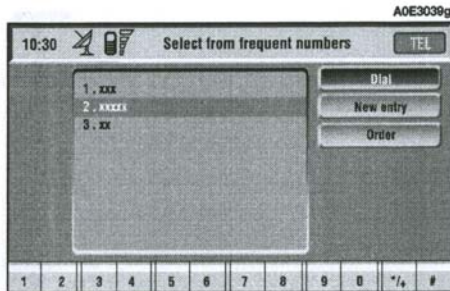 A0E3039g
10:30 Select from frequent numbers TEL
1.xxx
2.xxxxx
3.xx
Dial
New entry
Order
1 2 3 4 5 6 7 8 9 0 */+ #